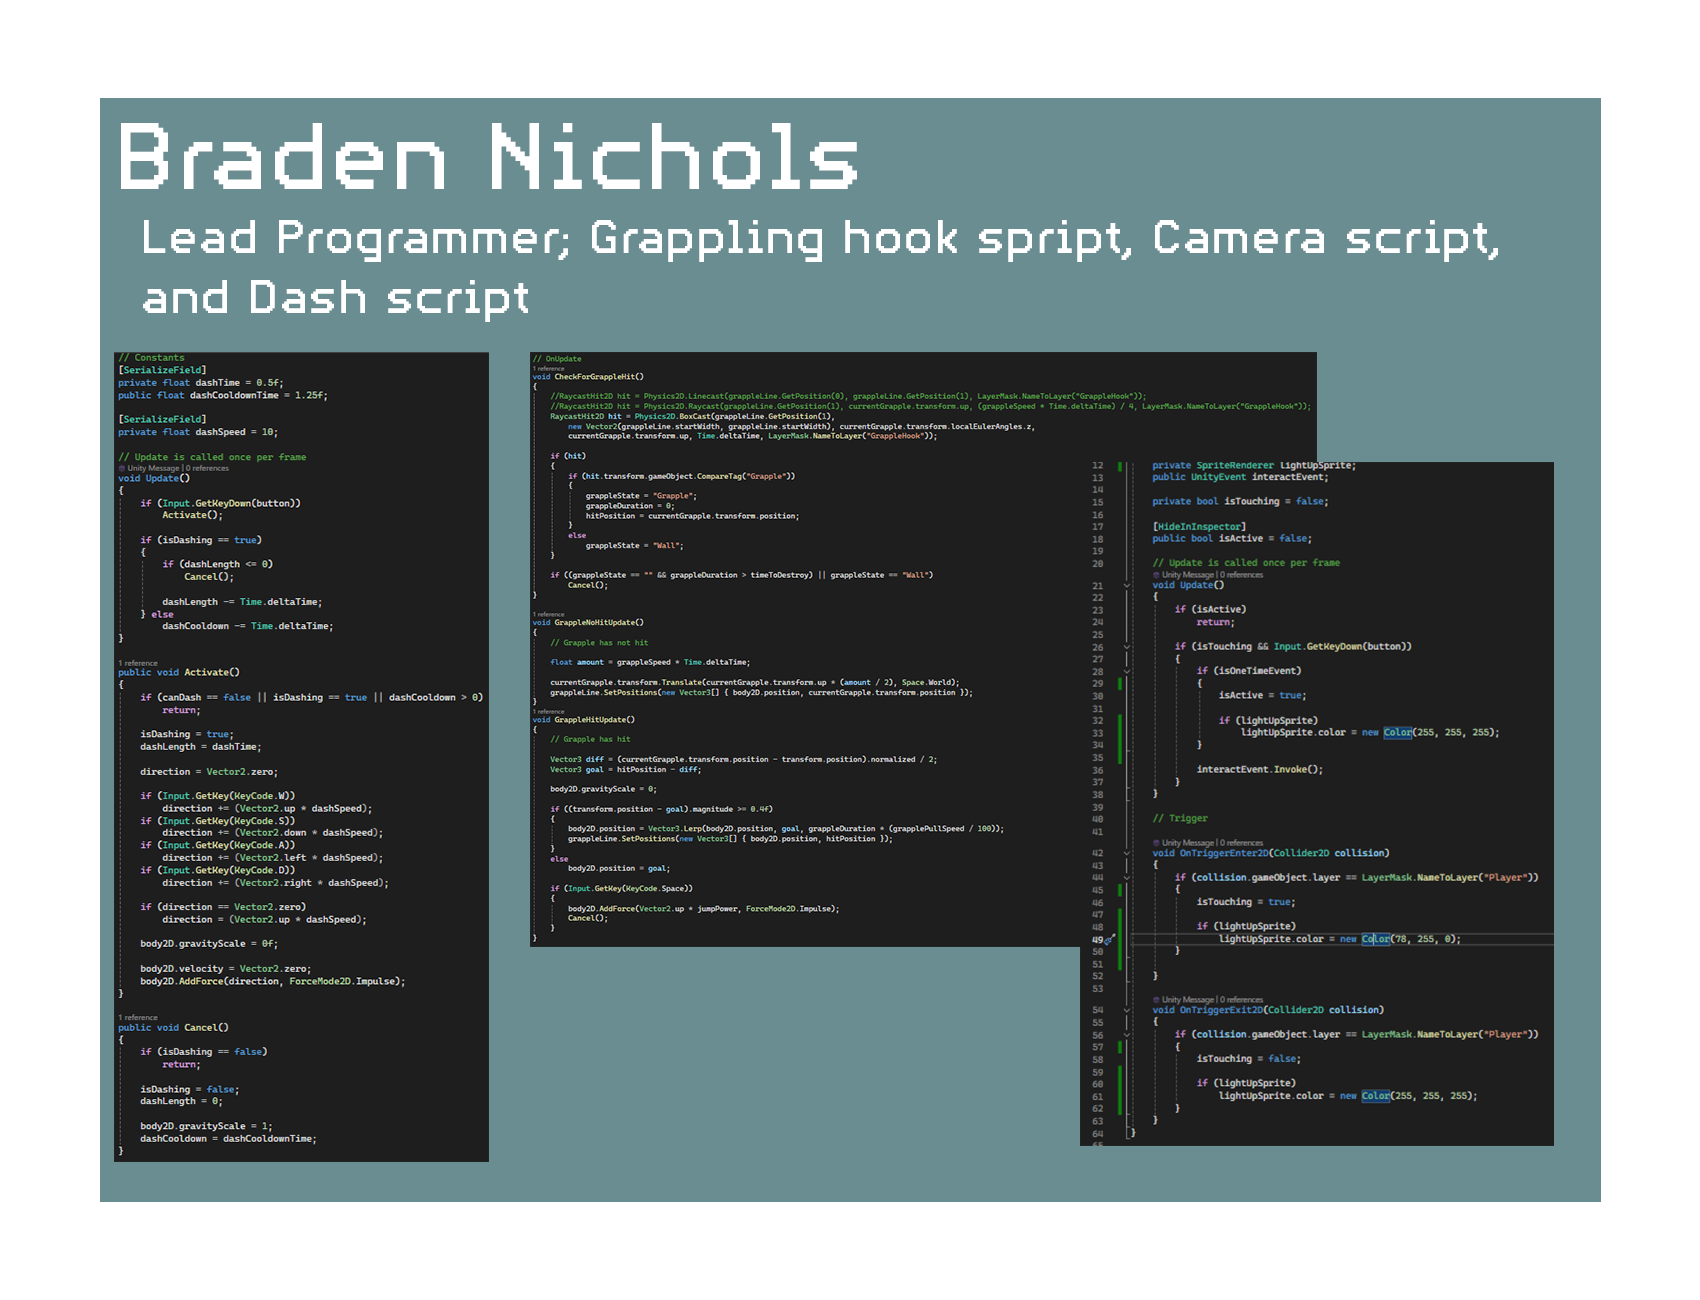 Braden Nichols
Lead Programmer; Grappling hook spript, Camera script,
and Dash script
// Constants
[SerializeField]
private float dashTime = 0.5f;
public float dashCooldownTime = 1.25f;
[SerializeField]
private float dashSpeed = 10;
// Update is called once per frame
Unity Message | 0 references
void Update()
{
if (Input.GetKeyDown(button))
Activate();
if (isDashing == true)
{
if (dashLength <= 0)
Cancel();
dashLength -= Time.deltaTime;
} else
dashCooldown -= Time.deltaTime;
}
1 reference
public void Activate()
{
if (canDash == false || isDashing == true || dashCooldown > 0)
return;
isDashing = true;
dashLength = dashTime;
direction = Vector2.zero;
if (Input.GetKey(KeyCode.W))
direction += (Vector2.up * dashSpeed);
if (Input.GetKey(KeyCode.S))
direction += (Vector2.down * dashSpeed);
if (Input.GetKey(KeyCode.A))
direction += (Vector2.left * dashSpeed);
if (Input.GetKey(KeyCode.D))
direction += (Vector2.right * dashSpeed);
if (direction == Vector2.zero)
direction = (Vector2.up * dashSpeed);
body2D.gravityScale = 0f;
body2D.velocity = Vector2.zero;
body2D.AddForce(direction, ForceMode2D.Impulse);
}
1 reference
public void Cancel()
{
if (isDashing == false)
return;
isDashing = false;
dashLength = 0;
body2D.gravityScale = 1;
dashCooldown = dashCooldownTime;
}
// OnUpdate
1 reference
void CheckForGrappleHit()
{
//RaycastHit2D hit = Physics2D.Linecast(grappleLine.GetPosition(0), grappleLine.GetPosition(1), LayerMask.NameToLayer("GrappleHook"));
//RaycastHit2D hit = Physics2D.Raycast(grappleLine.GetPosition(1), currentGrapple.transform.up, (grappleSpeed * Time.deltaTime) / 4, LayerMask.NameToLayer("GrappleHook"));
RaycastHit2D hit = Physics2D.BoxCast(grappleLine.GetPosition(1),
new Vector2(grappleLine.startWidth, grappleLine.startWidth), currentGrapple.transform.localEulerAngles.z,
currentGrapple.transform.up, Time.deltaTime, LayerMask.NameToLayer("GrappleHook"));
if (hit)
{
if (hit.transform.gameObject.CompareTag("Grapple"))
{
grappleState = "Grapple";
grappleDuration = 0;
hitPosition = currentGrapple.transform.position;
}
else
grappleState = "Wall";
}
if ((grappleState == "" && grappleDuration > timeToDestroy) || grappleState == "Wall")
Cancel();
}
1 reference
void GrappleNoHitUpdate()
{
// Grapple has not hit
float amount = grappleSpeed * Time.deltaTime;
currentGrapple.transform.Translate(currentGrapple.transform.up * (amount / 2), Space.World);
grappleLine.SetPositions(new Vector3[] { body2D.position, currentGrapple.transform.position });
}
1 reference
void GrappleHitUpdate()
{
// Grapple has hit
Vector3 diff = (currentGrapple.transform.position - transform.position).normalized / 2;
Vector3 goal = hitPosition - diff;
body2D.gravityScale = 0;
if ((transform.position - goal).magnitude >= 0.4f)
{
body2D.position = Vector3.Lerp(body2D.position, goal, grappleDuration * (grapplePullSpeed / 100));
grappleLine.SetPositions(new Vector3[] { body2D.position, hitPosition });
}
else
body2D.position = goal;
if (Input.GetKey(KeyCode.Space))
{
body2D.AddForce(Vector2.up * jumpPower, ForceMode2D.Impulse);
Cancel();
}
}
12 private SpriteRenderer lightUpSprite;
13 public UnityEvent interactEvent;
14
15 private bool isTouching = false;
16
17 [HideInInspector]
18 public bool isActive = false;
19
20 // Update is called once per frame
Unity Message | 0 references
21 void Update()
22 {
23 if (isActive)
24 return;
25
26 if (isTouching && Input.GetKeyDown(button))
27 {
28 if (isOneTimeEvent)
29 {
30 isActive = true;
31
32 if (lightUpSprite)
33 lightUpSprite.color = new Color(255, 255, 255);
34 }
35
36 interactEvent.Invoke();
37 }
38 }
39
40 // Trigger
41
Unity Message | 0 references
42 void OnTriggerEnter2D(Collider2D collision)
43 {
44 if (collision.gameObject.layer == LayerMask.NameToLayer("Player"))
45 {
46 isTouching = true;
47
48 if (lightUpSprite)
49 lightUpSprite.color = new Color(78, 255, 0);
50 }
51
52 }
53
Unity Message | 0 references
54 void OnTriggerExit2D(Collider2D collision)
55 {
56 if (collision.gameObject.layer == LayerMask.NameToLayer("Player"))
57 {
58 isTouching = false;
59
60 if (lightUpSprite)
61 lightUpSprite.color = new Color(255, 255, 255);
62 }
63 }
64 }
65